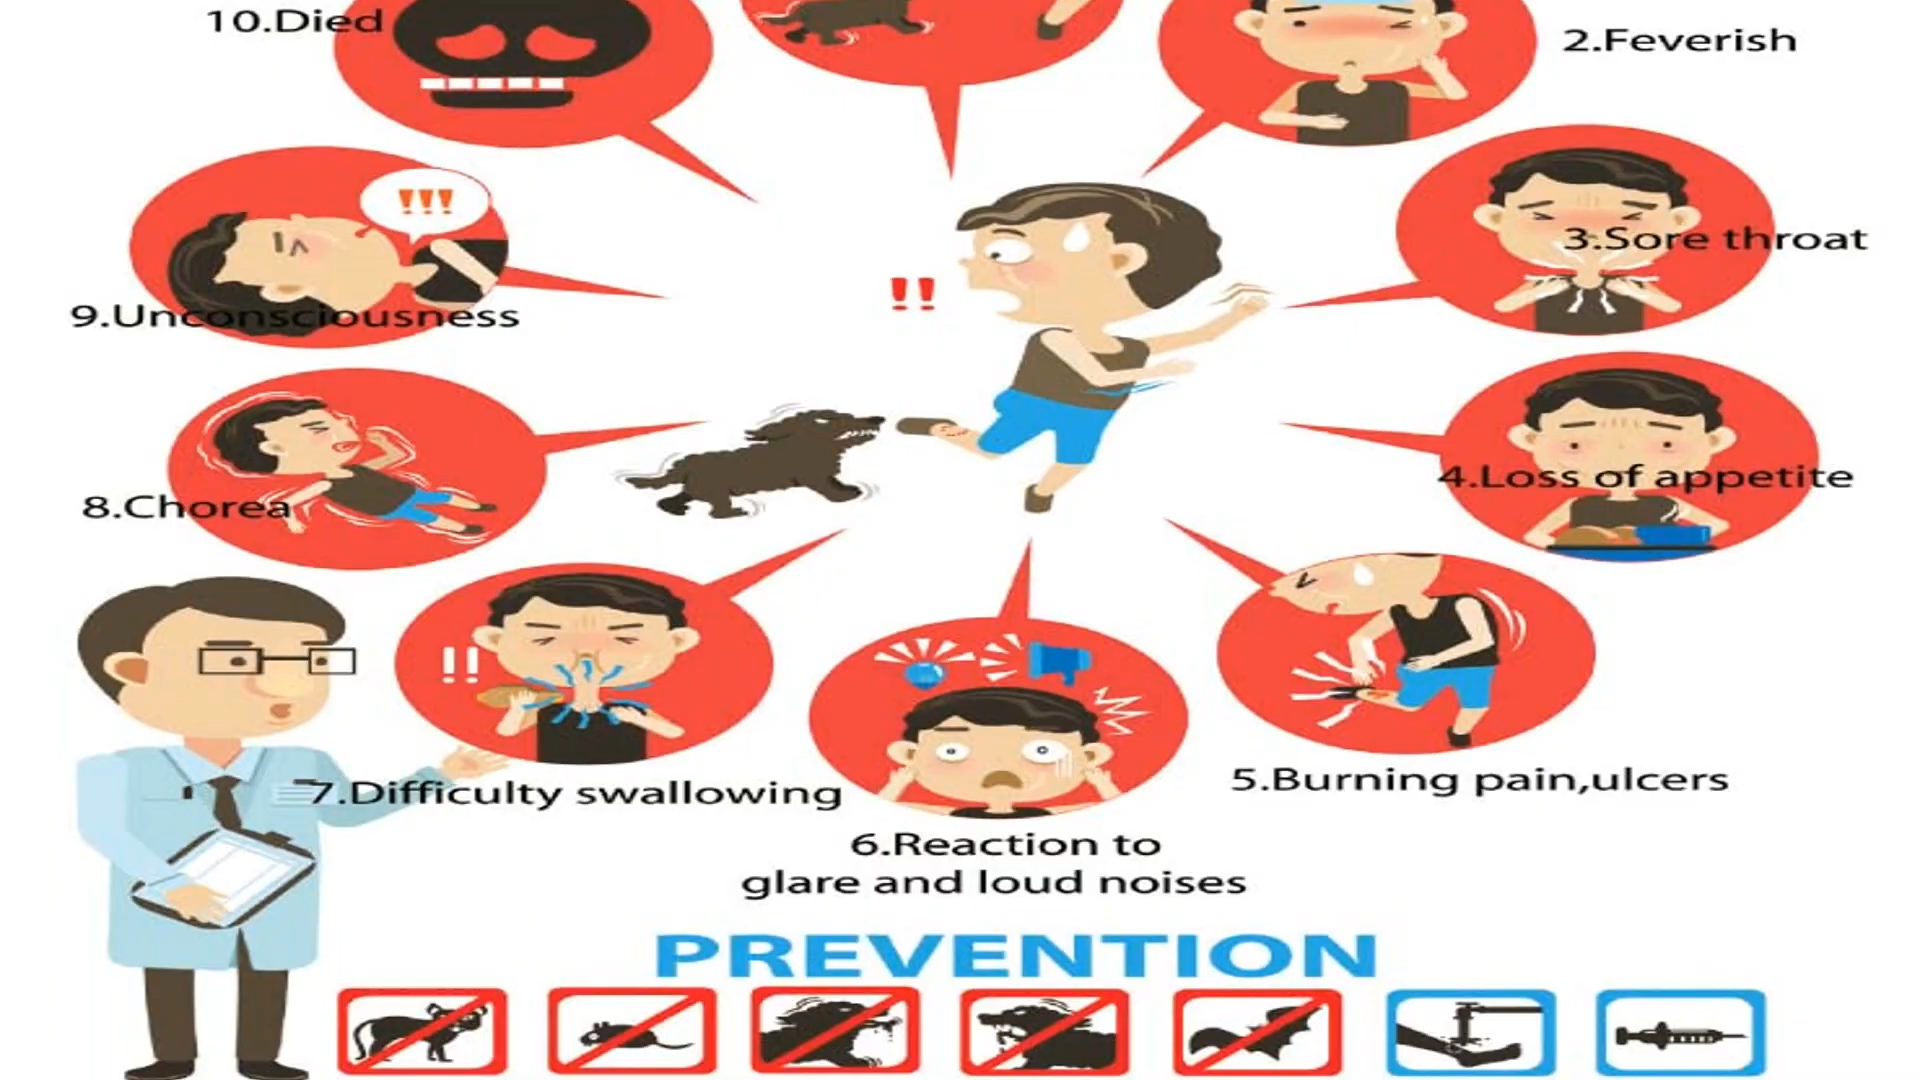 10.Died
2.Feverish
!!!
3.Sore throat
!!
9.Unconsciousness
4.Loss of appetite
8.Chorea
!!
7.Difficulty swallowing
5.Burning pain,ulcers
6.Reaction to
glare and loud noises
PREVENTION